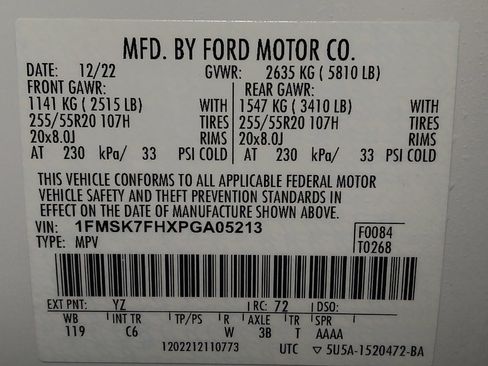 MFD. BY FORD MOTOR CO.
DATE: 12/22 GVWR: 2635 KG ( 5810 LB)
FRONT GAWR: REAR GAWR:
1141 KG ( 2515 LB) WITH 1547 KG ( 3410 LB) WITH
255/55R20 107H TIRES 255/55R20 107H TIRES
20x8.0J RIMS 20x8.0J RIMS
AT 230 kPa/ 33 PSI COLD AT 230 kPa/ 33 PSI COLD
THIS VEHICLE CONFORMS TO ALL APPLICABLE FEDERAL MOTOR
VEHICLE SAFETY AND THEFT PREVENTION STANDARDS IN
EFFECT ON THE DATE OF MANUFACTURE SHOWN ABOVE.
VIN: 1FMSK7FHXPGA05213 F0084
TYPE: MPV T0268
EXT PNT: YZ RC: 72 DSO:
WB INT TR TP/PS R AXLE TR SPR
119 C6 W 3B T AAAA
1202212110773 UTC ▽ 5U5A-1520472-BA